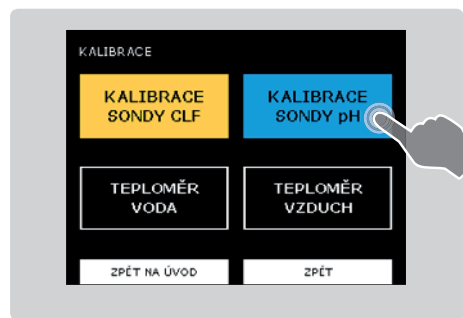 KALIBRACE
KALIBRACE
SONDY CLF
KALIBRACE
SONDY pH
TEPLOMĚR
VODA
TEPLOMĚR
VZDUCH
ZPĚT NA ÚVOD
ZPĚT